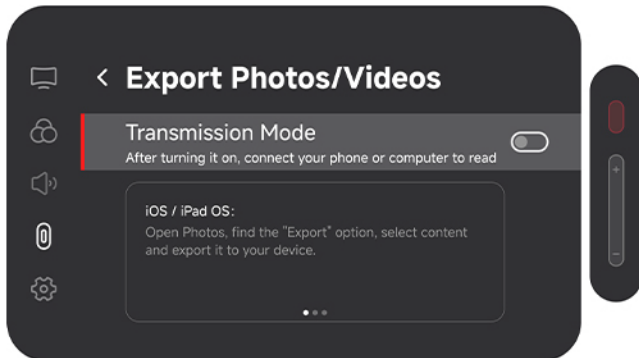 Export Photos/Videos
Transmission Mode
After turning it on, connect your phone or computer to read
iOS / iPad OS:
Open Photos, find the "Export" option, select content
and export it to your device.
+
-